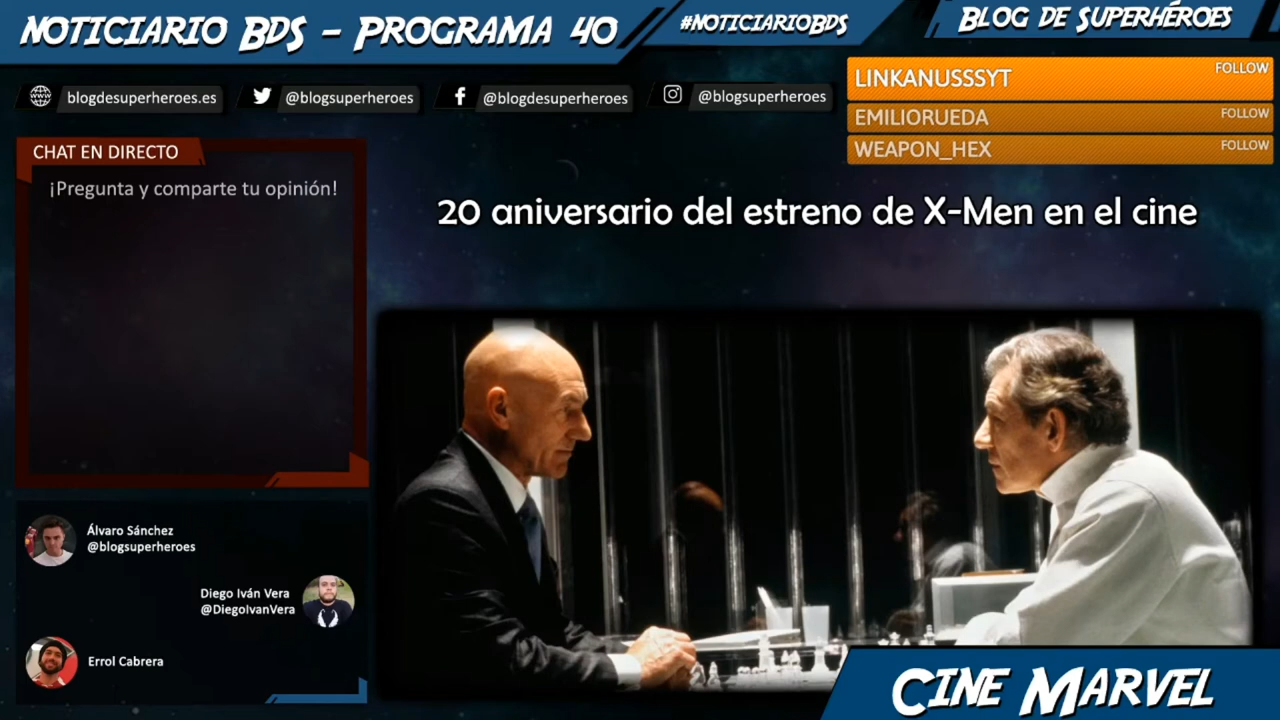 NOTICIARIO BDS - PROGRAMA 40
#NOTICIARIOBDS
BLOG DE SUPERHÉROES
www
blogdesuperheroes.es
@blogsuperheroes
@blogdesuperheroes
@blogsuperheroes
LINKANUSSSYT FOLLOW
EMILIORUEDA FOLLOW
WEAPON_HEX FOLLOW
CHAT EN DIRECTO
¡Pregunta y comparte tu opinión!
20 aniversario del estreno de X-Men en el cine
Álvaro Sánchez
@blogsuperheroes
Diego Iván Vera
@DiegoIvanVera
Errol Cabrera
CINE MARVEL